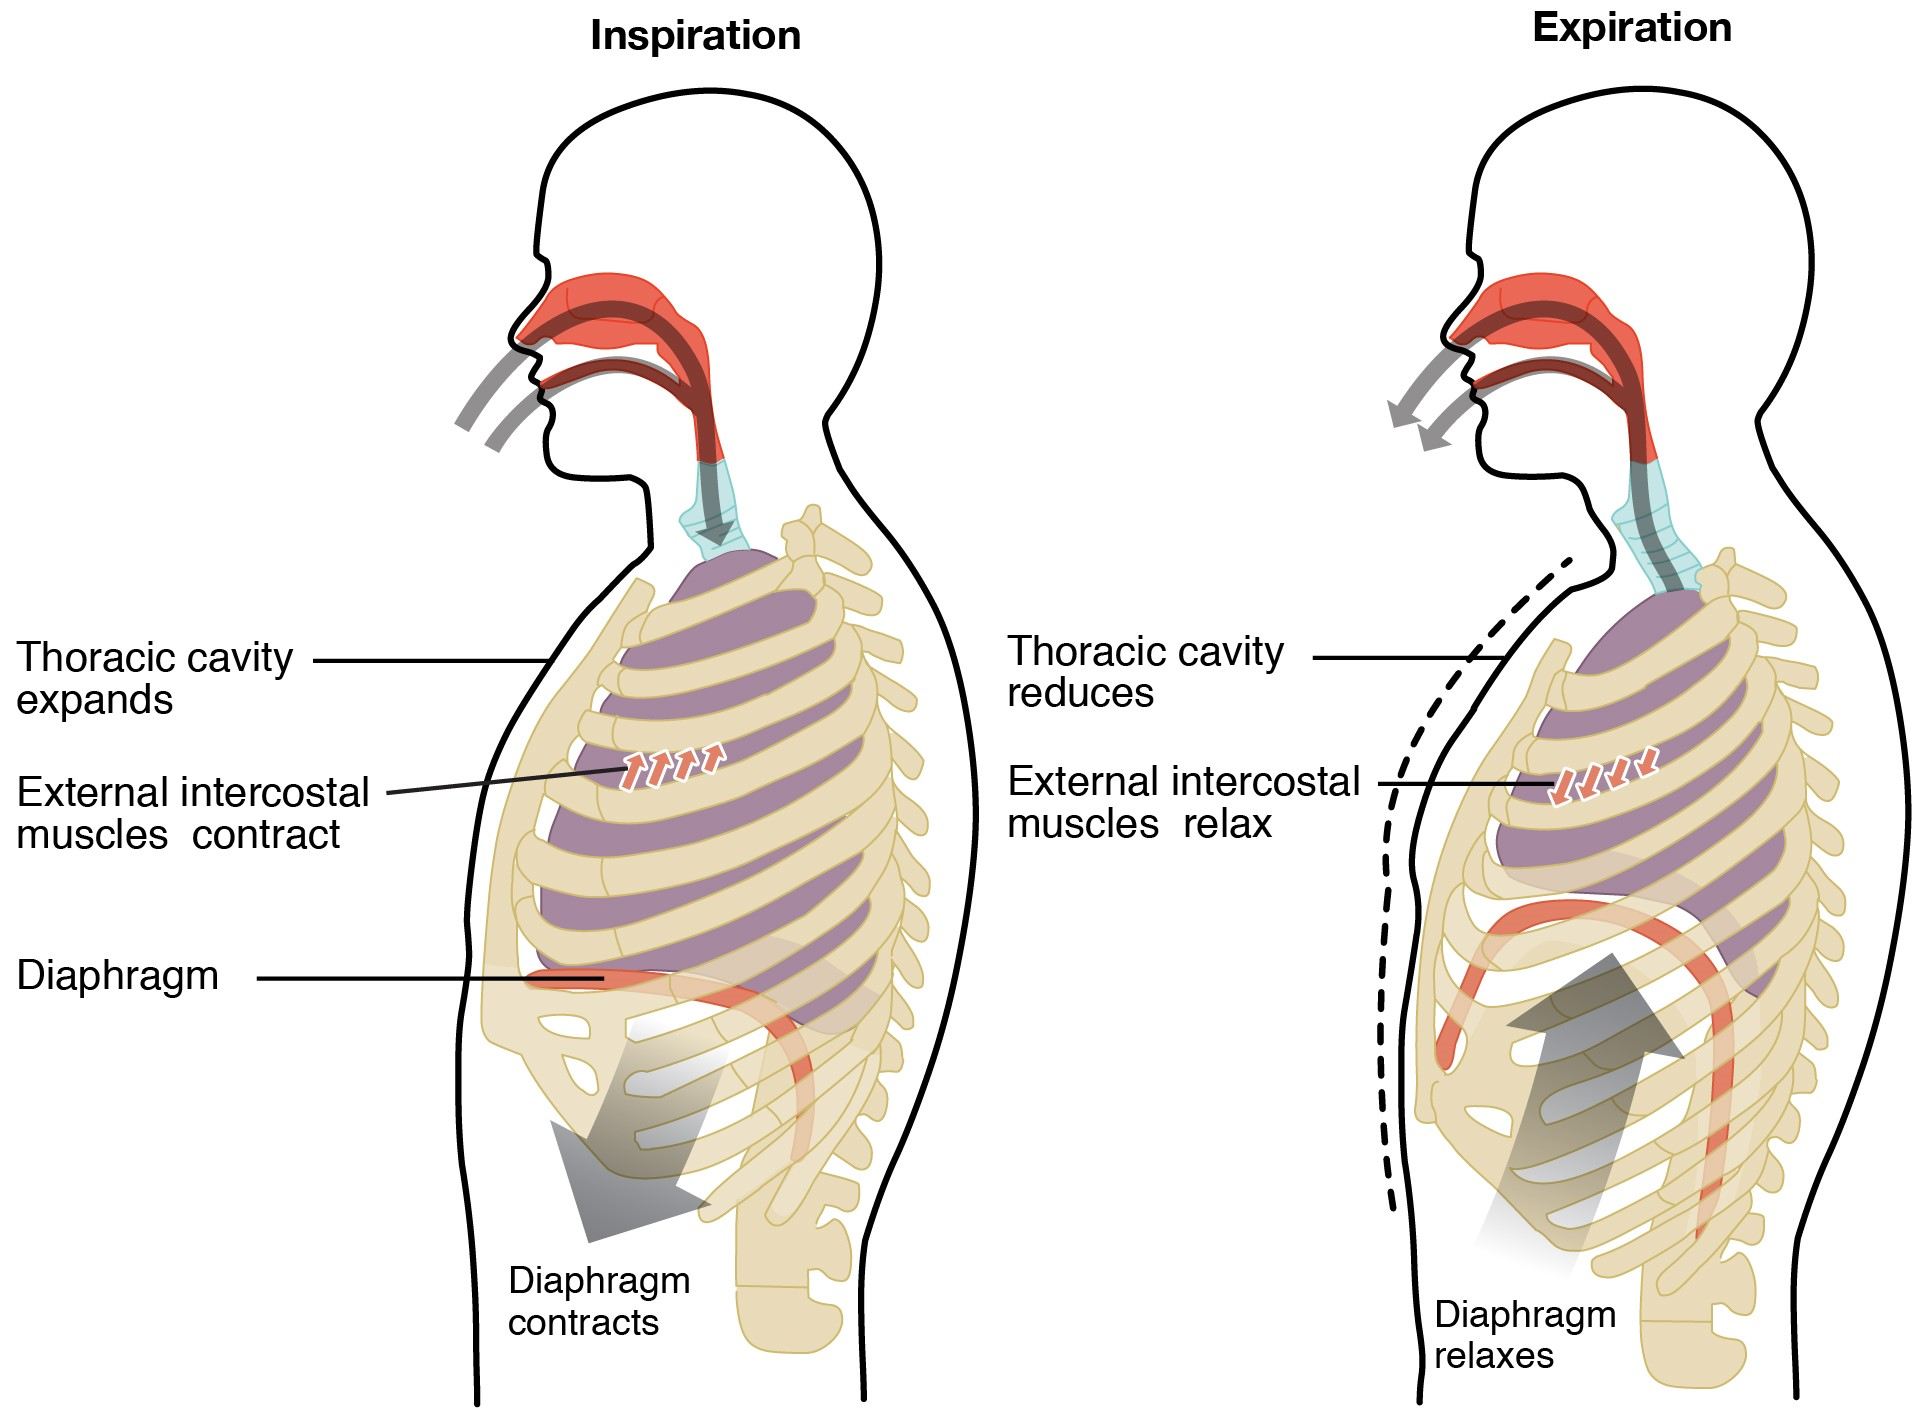 Inspiration
Thoracic cavity
expands
External intercostal
muscles  contract
Diaphragm
Diaphragm
contracts
Expiration
Thoracic cavity
reduces
External intercostal
muscles  relax
Diaphragm
relaxes